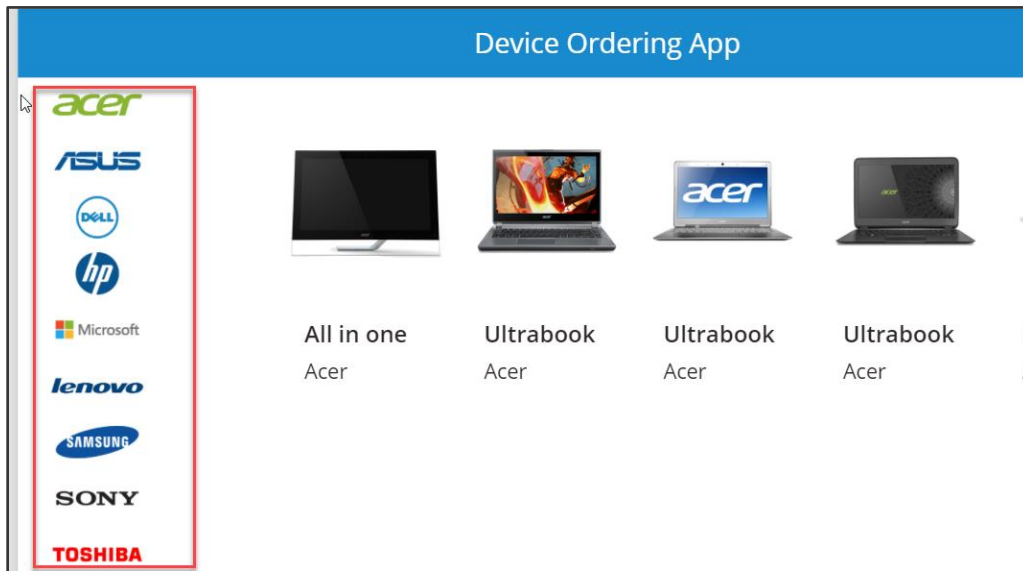 Device Ordering App
acer
ASUS
DELL
hp
Microsoft
lenovo
SAMSUNG
SONY
TOSHIBA
acer
acer
All in one
Acer
Ultrabook
Acer
Ultrabook
Acer
Ultrabook
Acer